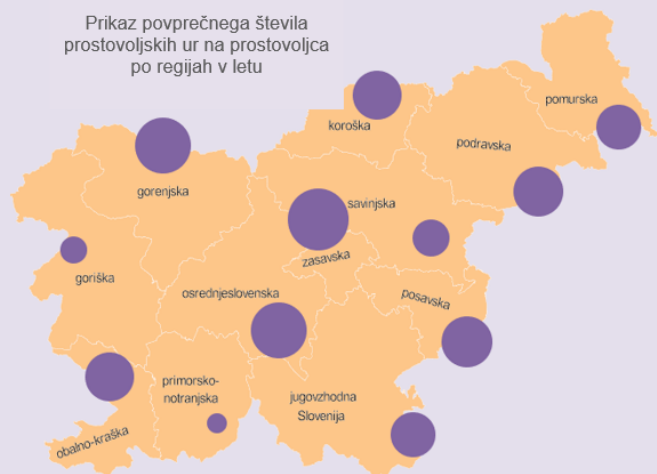 Prikaz povprečnega števila
prostovoljskih ur na prostovoljca
po regijah v letu
pomurska
koroška
podravska
gorenjska
savinjska
zasavska
goriška
osrednjeslovenska
posavska
primorsko-
notranjska
jugovzhodna
Slovenija
obalno-kraška